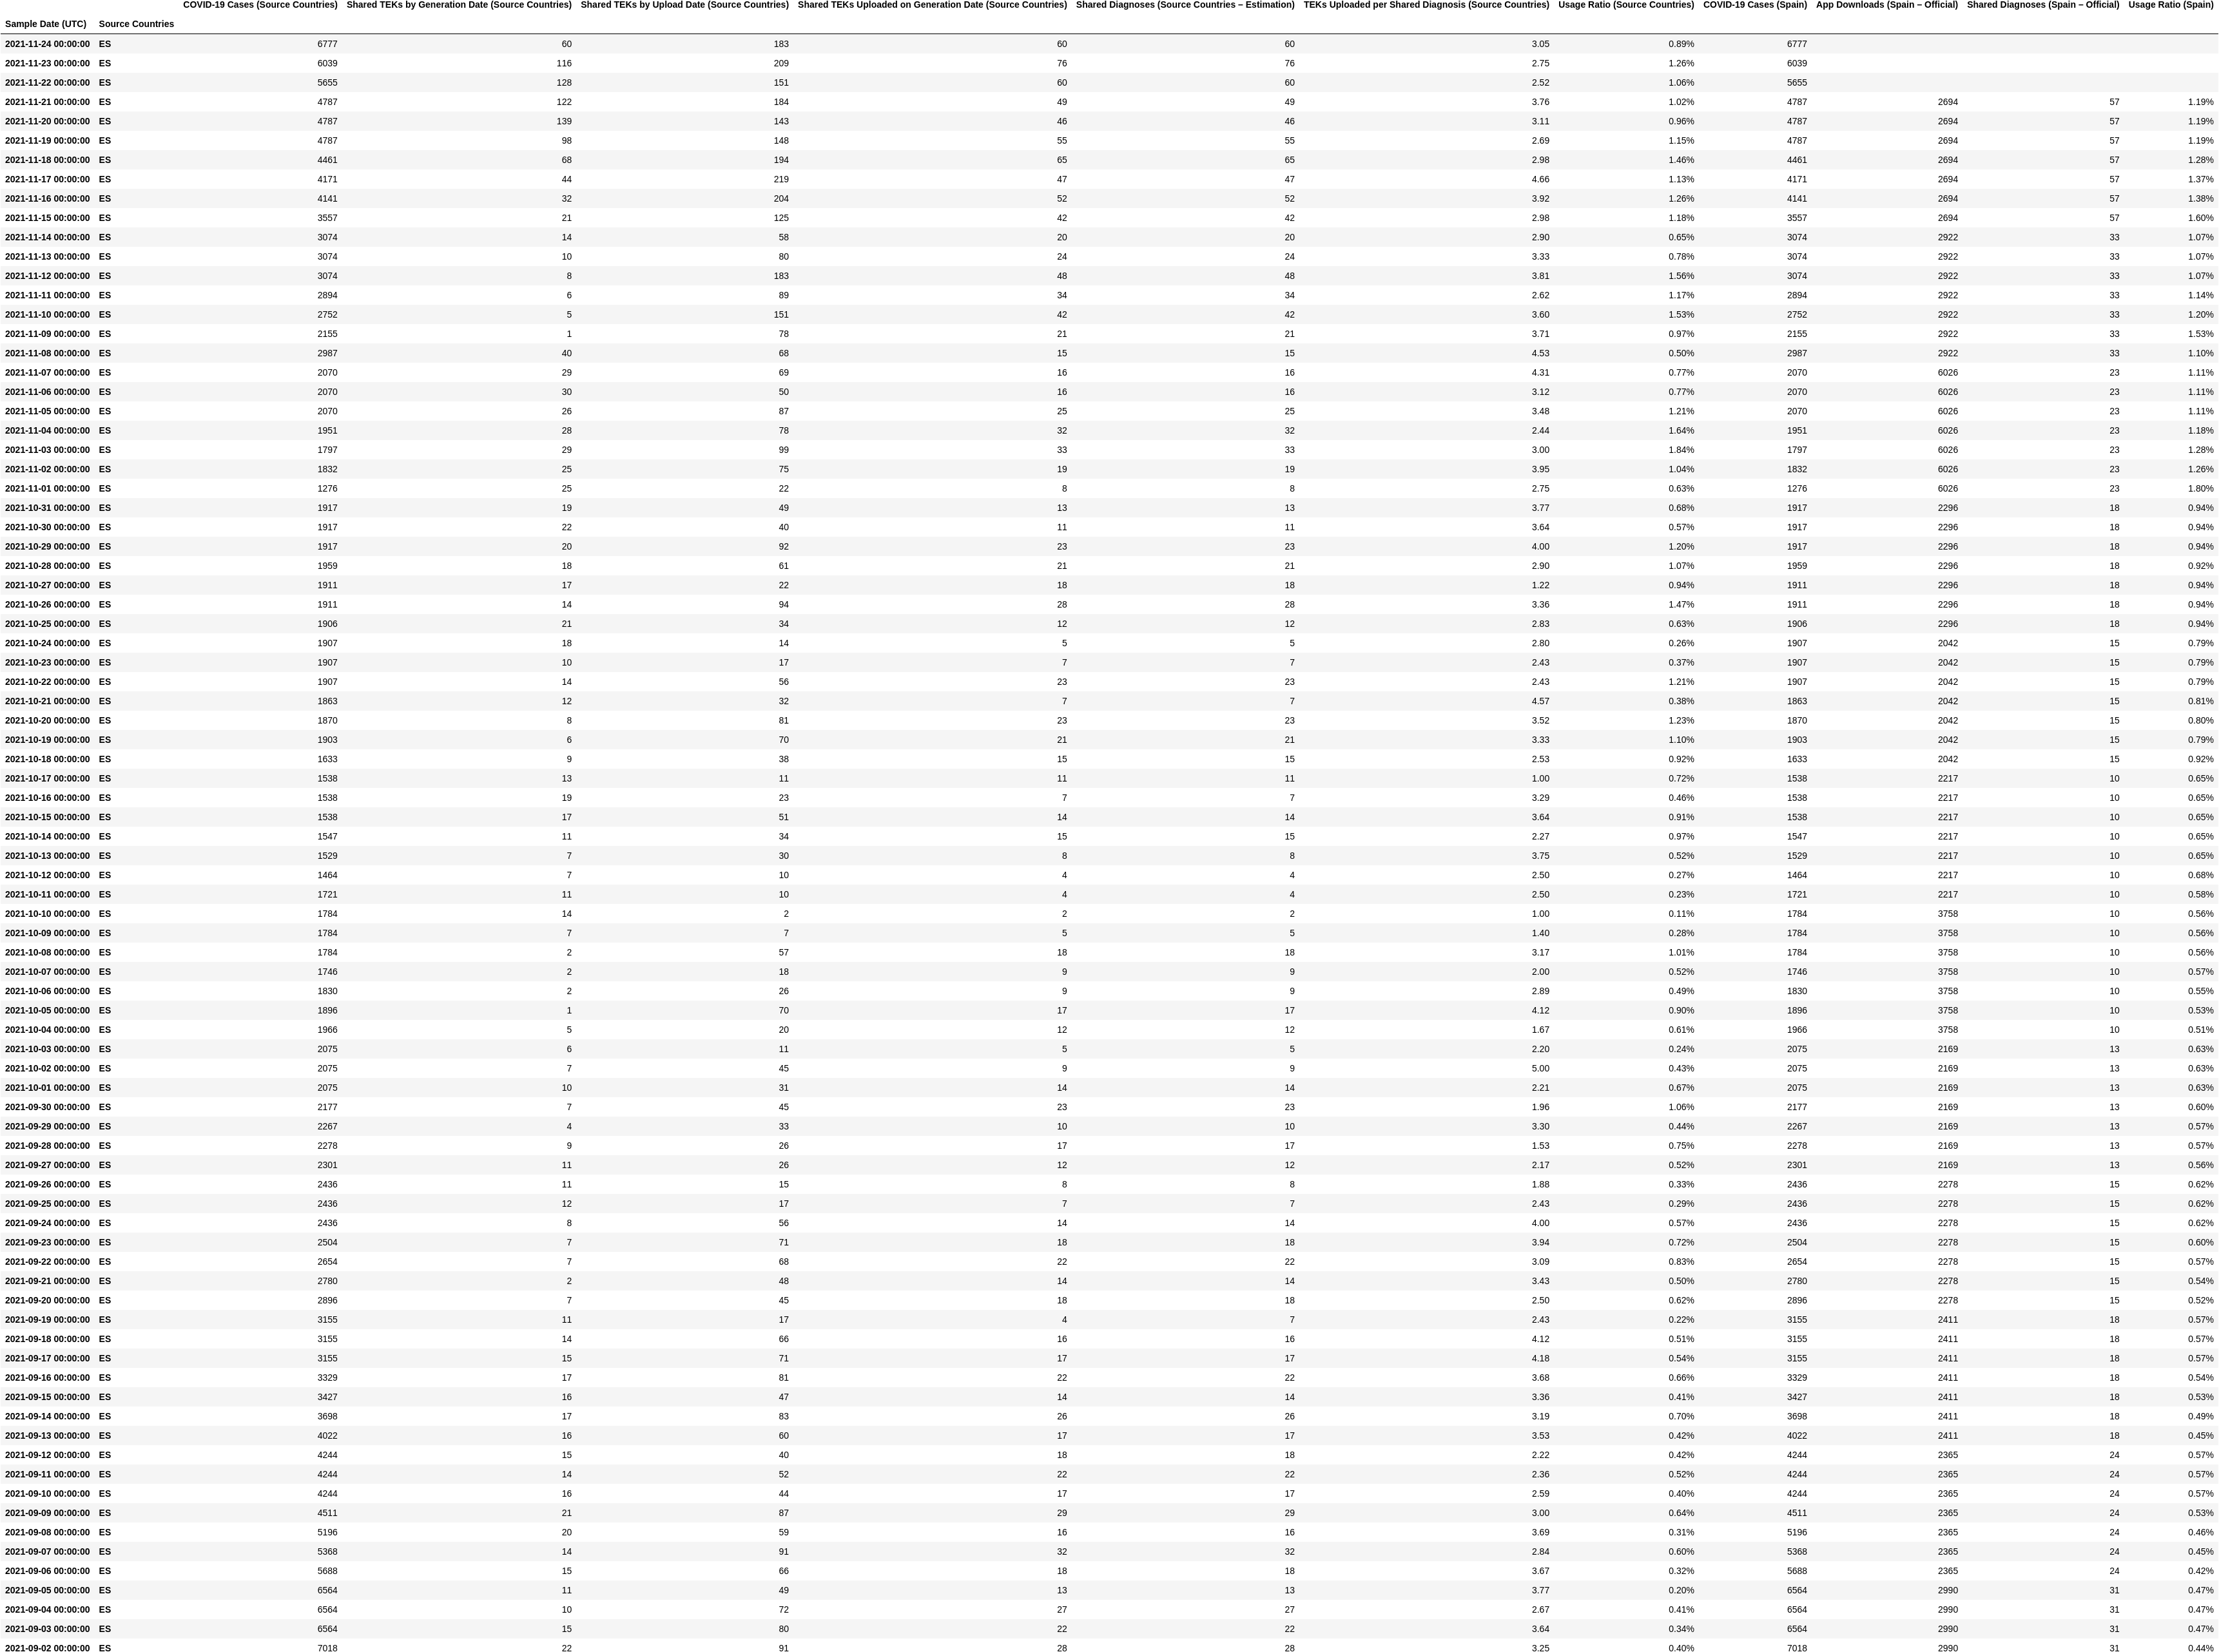 COVID-19 Cases (Source Countries) Shared TEKs by Generation Date (Source Countries) Shared TEKs by Upload Date (Source Countries) Shared TEKs Uploaded on Generation Date (Source Countries) Shared Diagnoses (Source Countries – Estimation) TEKs Uploaded per Shared Diagnosis (Source Countries) Usage Ratio (Source Countries) COVID-19 Cases (Spain) App Downloads (Spain – Official) Shared Diagnoses (Spain – Official) Usage Ratio (Spain)
Sample Date (UTC) Source Countries
2021-11-24 00:00:00 ES 6777 60 183 60 60 3.05 0.89% 6777
2021-11-23 00:00:00 ES 6039 116 209 76 76 2.75 1.26% 6039
2021-11-22 00:00:00 ES 5655 128 151 60 60 2.52 1.06% 5655
2021-11-21 00:00:00 ES 4787 122 184 49 49 3.76 1.02% 4787 2694 57 1.19%
2021-11-20 00:00:00 ES 4787 139 143 46 46 3.11 0.96% 4787 2694 57 1.19%
2021-11-19 00:00:00 ES 4787 98 148 55 55 2.69 1.15% 4787 2694 57 1.19%
2021-11-18 00:00:00 ES 4461 68 194 65 65 2.98 1.46% 4461 2694 57 1.28%
2021-11-17 00:00:00 ES 4171 44 219 47 47 4.66 1.13% 4171 2694 57 1.37%
2021-11-16 00:00:00 ES 4141 32 204 52 52 3.92 1.26% 4141 2694 57 1.38%
2021-11-15 00:00:00 ES 3557 21 125 42 42 2.98 1.18% 3557 2694 57 1.60%
2021-11-14 00:00:00 ES 3074 14 58 20 20 2.90 0.65% 3074 2922 33 1.07%
2021-11-13 00:00:00 ES 3074 10 80 24 24 3.33 0.78% 3074 2922 33 1.07%
2021-11-12 00:00:00 ES 3074 8 183 48 48 3.81 1.56% 3074 2922 33 1.07%
2021-11-11 00:00:00 ES 2894 6 89 34 34 2.62 1.17% 2894 2922 33 1.14%
2021-11-10 00:00:00 ES 2752 5 151 42 42 3.60 1.53% 2752 2922 33 1.20%
2021-11-09 00:00:00 ES 2155 1 78 21 21 3.71 0.97% 2155 2922 33 1.53%
2021-11-08 00:00:00 ES 2987 40 68 15 15 4.53 0.50% 2987 2922 33 1.10%
2021-11-07 00:00:00 ES 2070 29 69 16 16 4.31 0.77% 2070 6026 23 1.11%
2021-11-06 00:00:00 ES 2070 30 50 16 16 3.12 0.77% 2070 6026 23 1.11%
2021-11-05 00:00:00 ES 2070 26 87 25 25 3.48 1.21% 2070 6026 23 1.11%
2021-11-04 00:00:00 ES 1951 28 78 32 32 2.44 1.64% 1951 6026 23 1.18%
2021-11-03 00:00:00 ES 1797 29 99 33 33 3.00 1.84% 1797 6026 23 1.28%
2021-11-02 00:00:00 ES 1832 25 75 19 19 3.95 1.04% 1832 6026 23 1.26%
2021-11-01 00:00:00 ES 1276 25 22 8 8 2.75 0.63% 1276 6026 23 1.80%
2021-10-31 00:00:00 ES 1917 19 49 13 13 3.77 0.68% 1917 2296 18 0.94%
2021-10-30 00:00:00 ES 1917 22 40 11 11 3.64 0.57% 1917 2296 18 0.94%
2021-10-29 00:00:00 ES 1917 20 92 23 23 4.00 1.20% 1917 2296 18 0.94%
2021-10-28 00:00:00 ES 1959 18 61 21 21 2.90 1.07% 1959 2296 18 0.92%
2021-10-27 00:00:00 ES 1911 17 22 18 18 1.22 0.94% 1911 2296 18 0.94%
2021-10-26 00:00:00 ES 1911 14 94 28 28 3.36 1.47% 1911 2296 18 0.94%
2021-10-25 00:00:00 ES 1906 21 34 12 12 2.83 0.63% 1906 2296 18 0.94%
2021-10-24 00:00:00 ES 1907 18 14 5 5 2.80 0.26% 1907 2042 15 0.79%
2021-10-23 00:00:00 ES 1907 10 17 7 7 2.43 0.37% 1907 2042 15 0.79%
2021-10-22 00:00:00 ES 1907 14 56 23 23 2.43 1.21% 1907 2042 15 0.79%
2021-10-21 00:00:00 ES 1863 12 32 7 7 4.57 0.38% 1863 2042 15 0.81%
2021-10-20 00:00:00 ES 1870 8 81 23 23 3.52 1.23% 1870 2042 15 0.80%
2021-10-19 00:00:00 ES 1903 6 70 21 21 3.33 1.10% 1903 2042 15 0.79%
2021-10-18 00:00:00 ES 1633 9 38 15 15 2.53 0.92% 1633 2042 15 0.92%
2021-10-17 00:00:00 ES 1538 13 11 11 11 1.00 0.72% 1538 2217 10 0.65%
2021-10-16 00:00:00 ES 1538 19 23 7 7 3.29 0.46% 1538 2217 10 0.65%
2021-10-15 00:00:00 ES 1538 17 51 14 14 3.64 0.91% 1538 2217 10 0.65%
2021-10-14 00:00:00 ES 1547 11 34 15 15 2.27 0.97% 1547 2217 10 0.65%
2021-10-13 00:00:00 ES 1529 7 30 8 8 3.75 0.52% 1529 2217 10 0.65%
2021-10-12 00:00:00 ES 1464 7 10 4 4 2.50 0.27% 1464 2217 10 0.68%
2021-10-11 00:00:00 ES 1721 11 10 4 4 2.50 0.23% 1721 2217 10 0.58%
2021-10-10 00:00:00 ES 1784 14 2 2 2 1.00 0.11% 1784 3758 10 0.56%
2021-10-09 00:00:00 ES 1784 7 7 5 5 1.40 0.28% 1784 3758 10 0.56%
2021-10-08 00:00:00 ES 1784 2 57 18 18 3.17 1.01% 1784 3758 10 0.56%
2021-10-07 00:00:00 ES 1746 2 18 9 9 2.00 0.52% 1746 3758 10 0.57%
2021-10-06 00:00:00 ES 1830 2 26 9 9 2.89 0.49% 1830 3758 10 0.55%
2021-10-05 00:00:00 ES 1896 1 70 17 17 4.12 0.90% 1896 3758 10 0.53%
2021-10-04 00:00:00 ES 1966 5 20 12 12 1.67 0.61% 1966 3758 10 0.51%
2021-10-03 00:00:00 ES 2075 6 11 5 5 2.20 0.24% 2075 2169 13 0.63%
2021-10-02 00:00:00 ES 2075 7 45 9 9 5.00 0.43% 2075 2169 13 0.63%
2021-10-01 00:00:00 ES 2075 10 31 14 14 2.21 0.67% 2075 2169 13 0.63%
2021-09-30 00:00:00 ES 2177 7 45 23 23 1.96 1.06% 2177 2169 13 0.60%
2021-09-29 00:00:00 ES 2267 4 33 10 10 3.30 0.44% 2267 2169 13 0.57%
2021-09-28 00:00:00 ES 2278 9 26 17 17 1.53 0.75% 2278 2169 13 0.57%
2021-09-27 00:00:00 ES 2301 11 26 12 12 2.17 0.52% 2301 2169 13 0.56%
2021-09-26 00:00:00 ES 2436 11 15 8 8 1.88 0.33% 2436 2278 15 0.62%
2021-09-25 00:00:00 ES 2436 12 17 7 7 2.43 0.29% 2436 2278 15 0.62%
2021-09-24 00:00:00 ES 2436 8 56 14 14 4.00 0.57% 2436 2278 15 0.62%
2021-09-23 00:00:00 ES 2504 7 71 18 18 3.94 0.72% 2504 2278 15 0.60%
2021-09-22 00:00:00 ES 2654 7 68 22 22 3.09 0.83% 2654 2278 15 0.57%
2021-09-21 00:00:00 ES 2780 2 48 14 14 3.43 0.50% 2780 2278 15 0.54%
2021-09-20 00:00:00 ES 2896 7 45 18 18 2.50 0.62% 2896 2278 15 0.52%
2021-09-19 00:00:00 ES 3155 11 17 4 7 2.43 0.22% 3155 2411 18 0.57%
2021-09-18 00:00:00 ES 3155 14 66 16 16 4.12 0.51% 3155 2411 18 0.57%
2021-09-17 00:00:00 ES 3155 15 71 17 17 4.18 0.54% 3155 2411 18 0.57%
2021-09-16 00:00:00 ES 3329 17 81 22 22 3.68 0.66% 3329 2411 18 0.54%
2021-09-15 00:00:00 ES 3427 16 47 14 14 3.36 0.41% 3427 2411 18 0.53%
2021-09-14 00:00:00 ES 3698 17 83 26 26 3.19 0.70% 3698 2411 18 0.49%
2021-09-13 00:00:00 ES 4022 16 60 17 17 3.53 0.42% 4022 2411 18 0.45%
2021-09-12 00:00:00 ES 4244 15 40 18 18 2.22 0.42% 4244 2365 24 0.57%
2021-09-11 00:00:00 ES 4244 14 52 22 22 2.36 0.52% 4244 2365 24 0.57%
2021-09-10 00:00:00 ES 4244 16 44 17 17 2.59 0.40% 4244 2365 24 0.57%
2021-09-09 00:00:00 ES 4511 21 87 29 29 3.00 0.64% 4511 2365 24 0.53%
2021-09-08 00:00:00 ES 5196 20 59 16 16 3.69 0.31% 5196 2365 24 0.46%
2021-09-07 00:00:00 ES 5368 14 91 32 32 2.84 0.60% 5368 2365 24 0.45%
2021-09-06 00:00:00 ES 5688 15 66 18 18 3.67 0.32% 5688 2365 24 0.42%
2021-09-05 00:00:00 ES 6564 11 49 13 13 3.77 0.20% 6564 2990 31 0.47%
2021-09-04 00:00:00 ES 6564 10 72 27 27 2.67 0.41% 6564 2990 31 0.47%
2021-09-03 00:00:00 ES 6564 15 80 22 22 3.64 0.34% 6564 2990 31 0.47%
2021-09-02 00:00:00 ES 7018 22 91 28 28 3.25 0.40% 7018 2990 31 0.44%